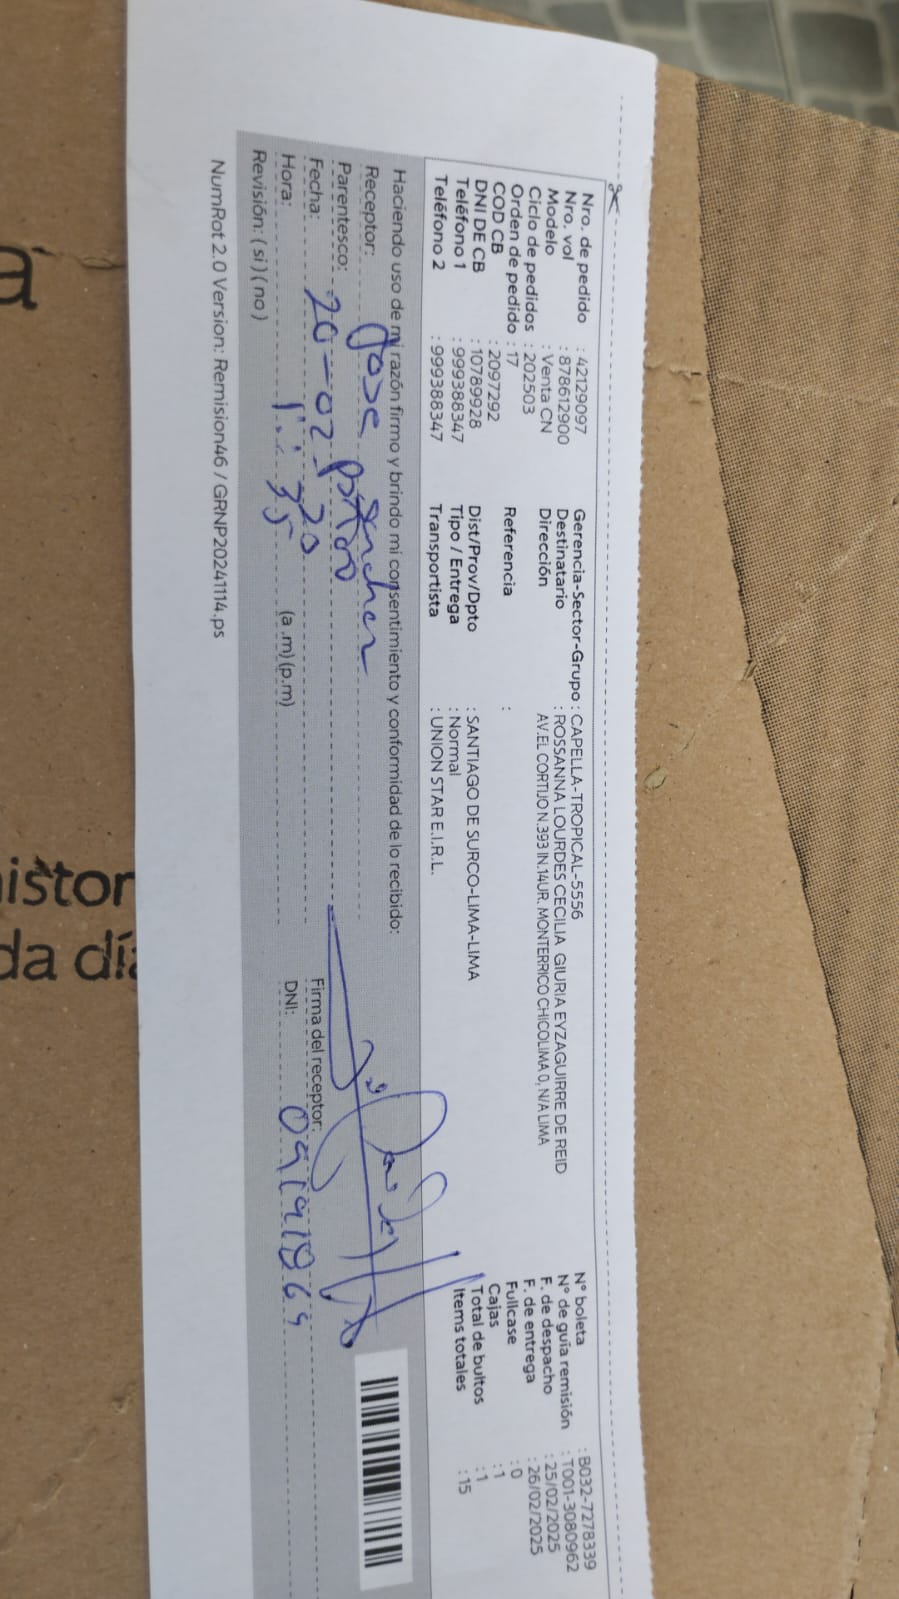 Nro. de pedido : 42129097
Nro. vol : 878612900
Modelo : Venta CN
Ciclo de pedidos : 202503
Orden de pedido : 17
COD CB : 2097292
DNI DE CB : 10789928
Teléfono 1 : 999388347
Teléfono 2 : 999388347
Gerencia-Sector-Grupo : CAPELLA-TROPICAL-5556
Destinatario : ROSSANNA LOURDES CECILIA GIURIA EYZAGUIRRE DE REID
Dirección AV.EL CORTIJO N.393 IN.14UR. MONTERRICO CHICOLIMA 0, N/A LIMA
Referencia :
Dist/Prov/Dpto : SANTIAGO DE SURCO-LIMA-LIMA
Tipo / Entrega : Normal
Transportista : UNION STAR E.I.R.L.
N° boleta : B032-7278339
N° de guía remisión : T001-3080962
F. de despacho : 25/02/2025
F. de entrega : 26/02/2025
Fullcase : 0
Cajas : 1
Total de bultos : 1
Items totales : 15
Haciendo uso de mi razón firmo y brindo mi consentimiento y conformidad de lo recibido:
Receptor: Jose
Parentesco:
Fecha: 20-02-20
Hora: 1:35 (a.m) (p.m)
Revisión: ( si ) ( no )
Firma del receptor:
DNI:
NumRot 2.0 Version: Remision46 / GRNP20241114.ps
a
istor
da día